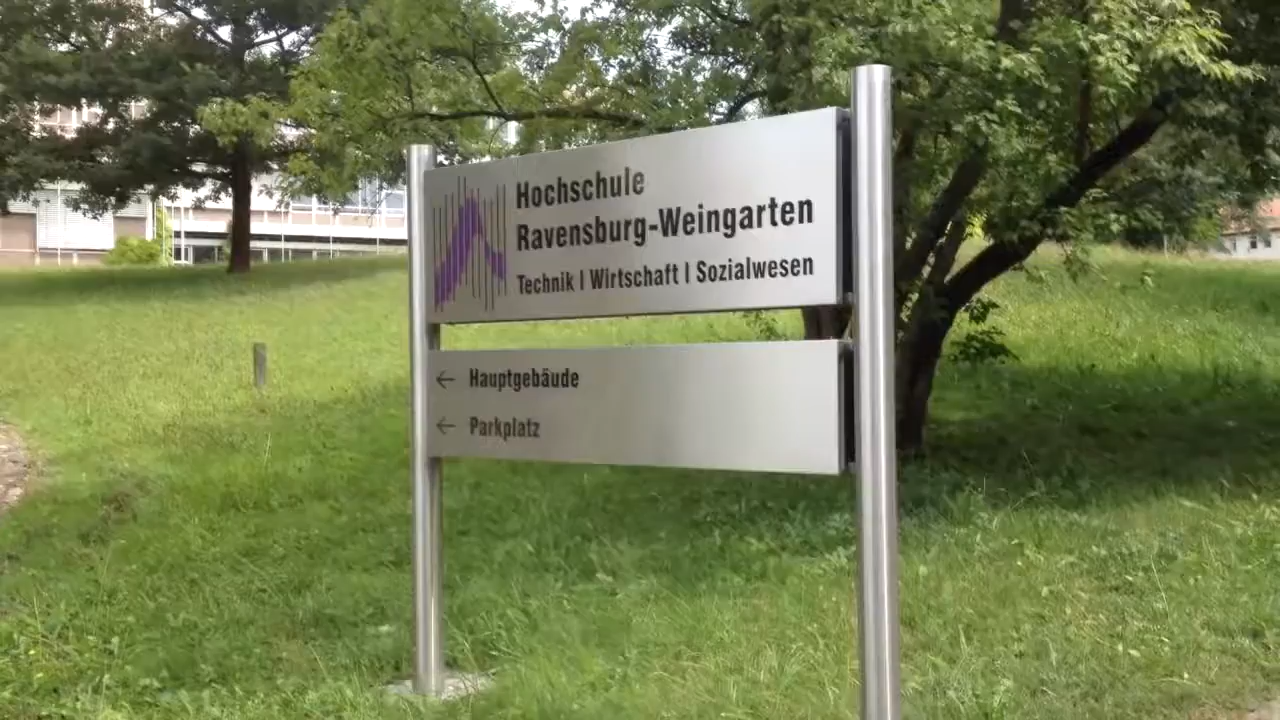 Hochschule
Ravensburg-Weingarten
Technik | Wirtschaft | Sozialwesen
← Hauptgebäude
← Parkplatz